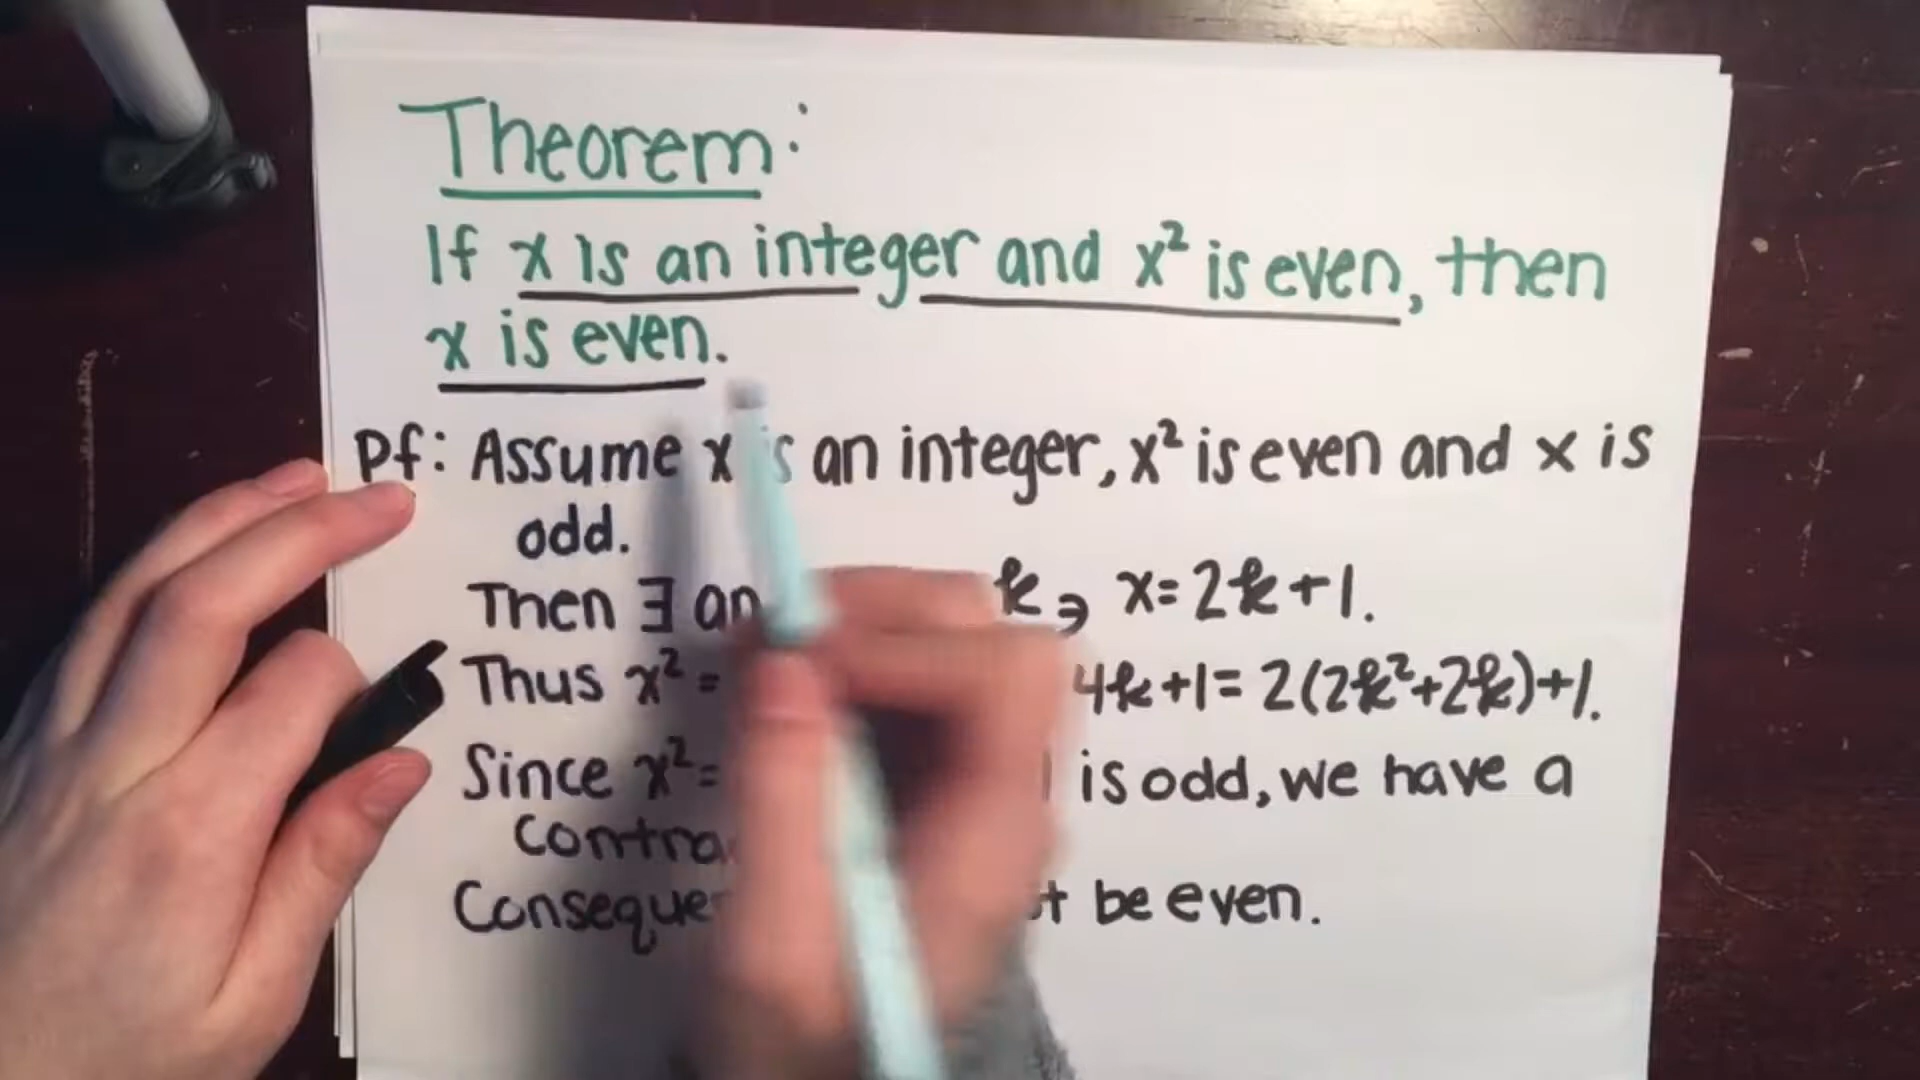 Theorem:
If x is an integer and x² is even, then
x is even.
Pf: Assume x is an integer, x² is even and x is
odd.
Then ∃ an k ∋ x=2k+1.
Thus x² = 4k+1= 2(2k²+2k)+1.
Since x²= 1 is odd, we have a
be even.